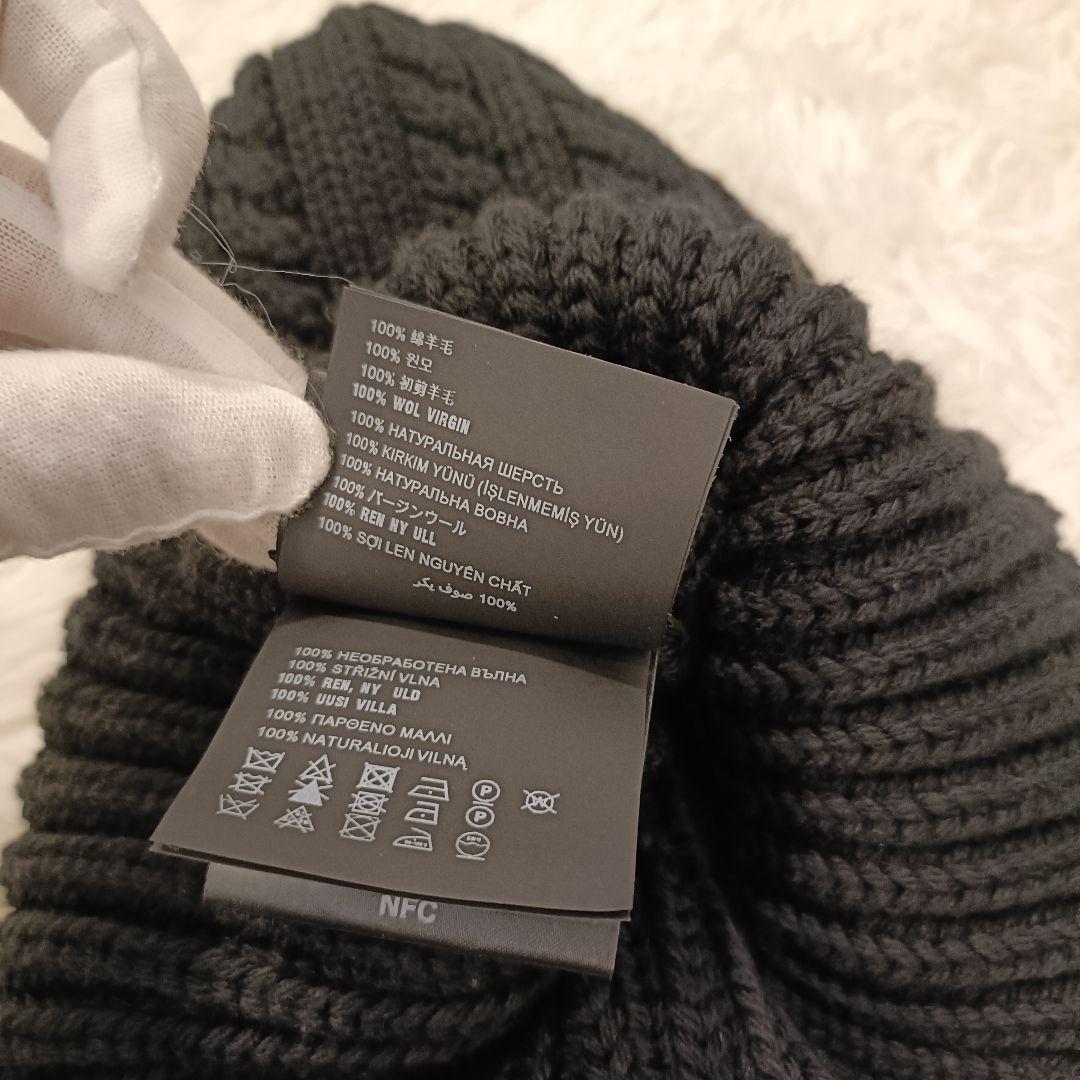 100% 綿羊毛
100% 원모
100% 初剪羊毛
100% WOL VIRGIN
100% НАТУРАЛЬНАЯ ШЕРСТЬ
100% KIRKIM YÜNÜ (İŞLENMEMİŞ YÜN)
100% НАТУРАЛЬНА ВОВНА
100% バージンウール
100% REN NY ULL
100% SỢI LEN NGUYÊN CHẤT
100% صوف بكر
100% НЕОБРАБОТЕНА ВЪЛНА
100% STŘIŽNÍ VLNA
100% REN, NY ULD
100% UUSI VILLA
100% ΠΑΡΘΕΝΟ ΜΑΛΛΙ
100% NATURALIOJI VILNĄ
P
W
P
NFC